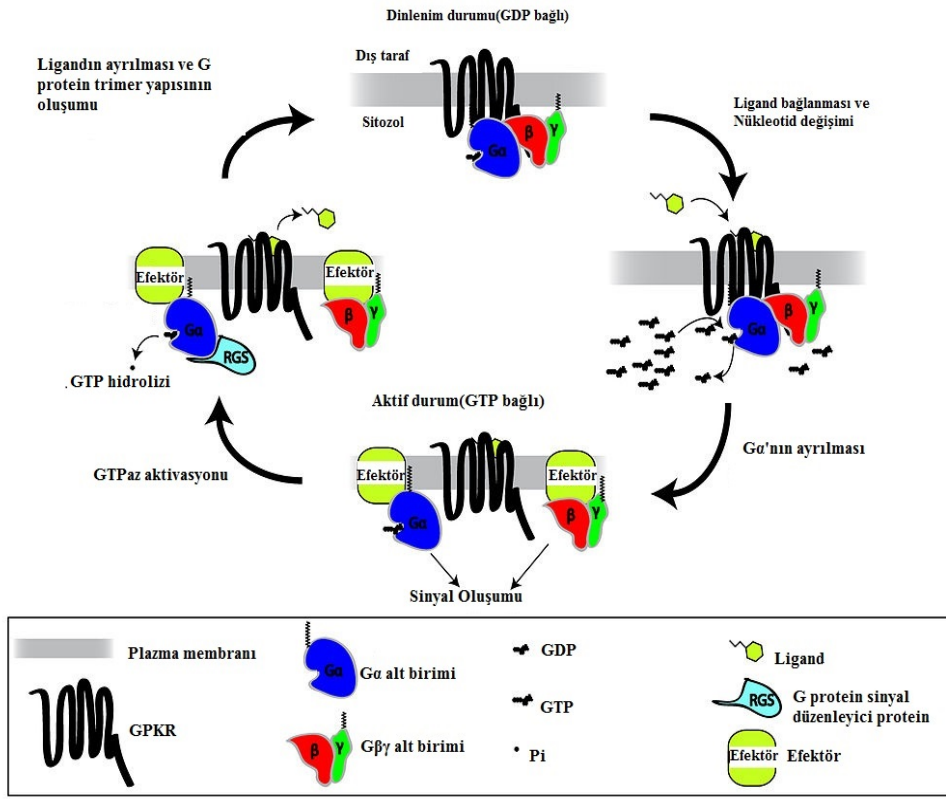 Dinlenim durumu(GDP bağlı)
Ligandın ayrılması ve G
protein trimer yapısının
oluşumu
Dış taraf
Sitozol
Gα
β
γ
Ligand bağlanması ve
Nükleotid değişimi
Efektör
Gα
RGS
Efektör
β
γ
. GTP hidrolizi
Gα
β
γ
Aktif durum(GTP bağlı)
GTPaz aktivasyonu
Gα'nın ayrılması
Efektör
Gα
Efektör
β
γ
Sinyal Oluşumu
Plazma membranı
GPKR
Gα
Gα alt birimi
β
γ
Gβγ alt birimi
GDP
GTP
Pi
Ligand
RGS
G protein sinyal
düzenleyici protein
Efektör
Efektör